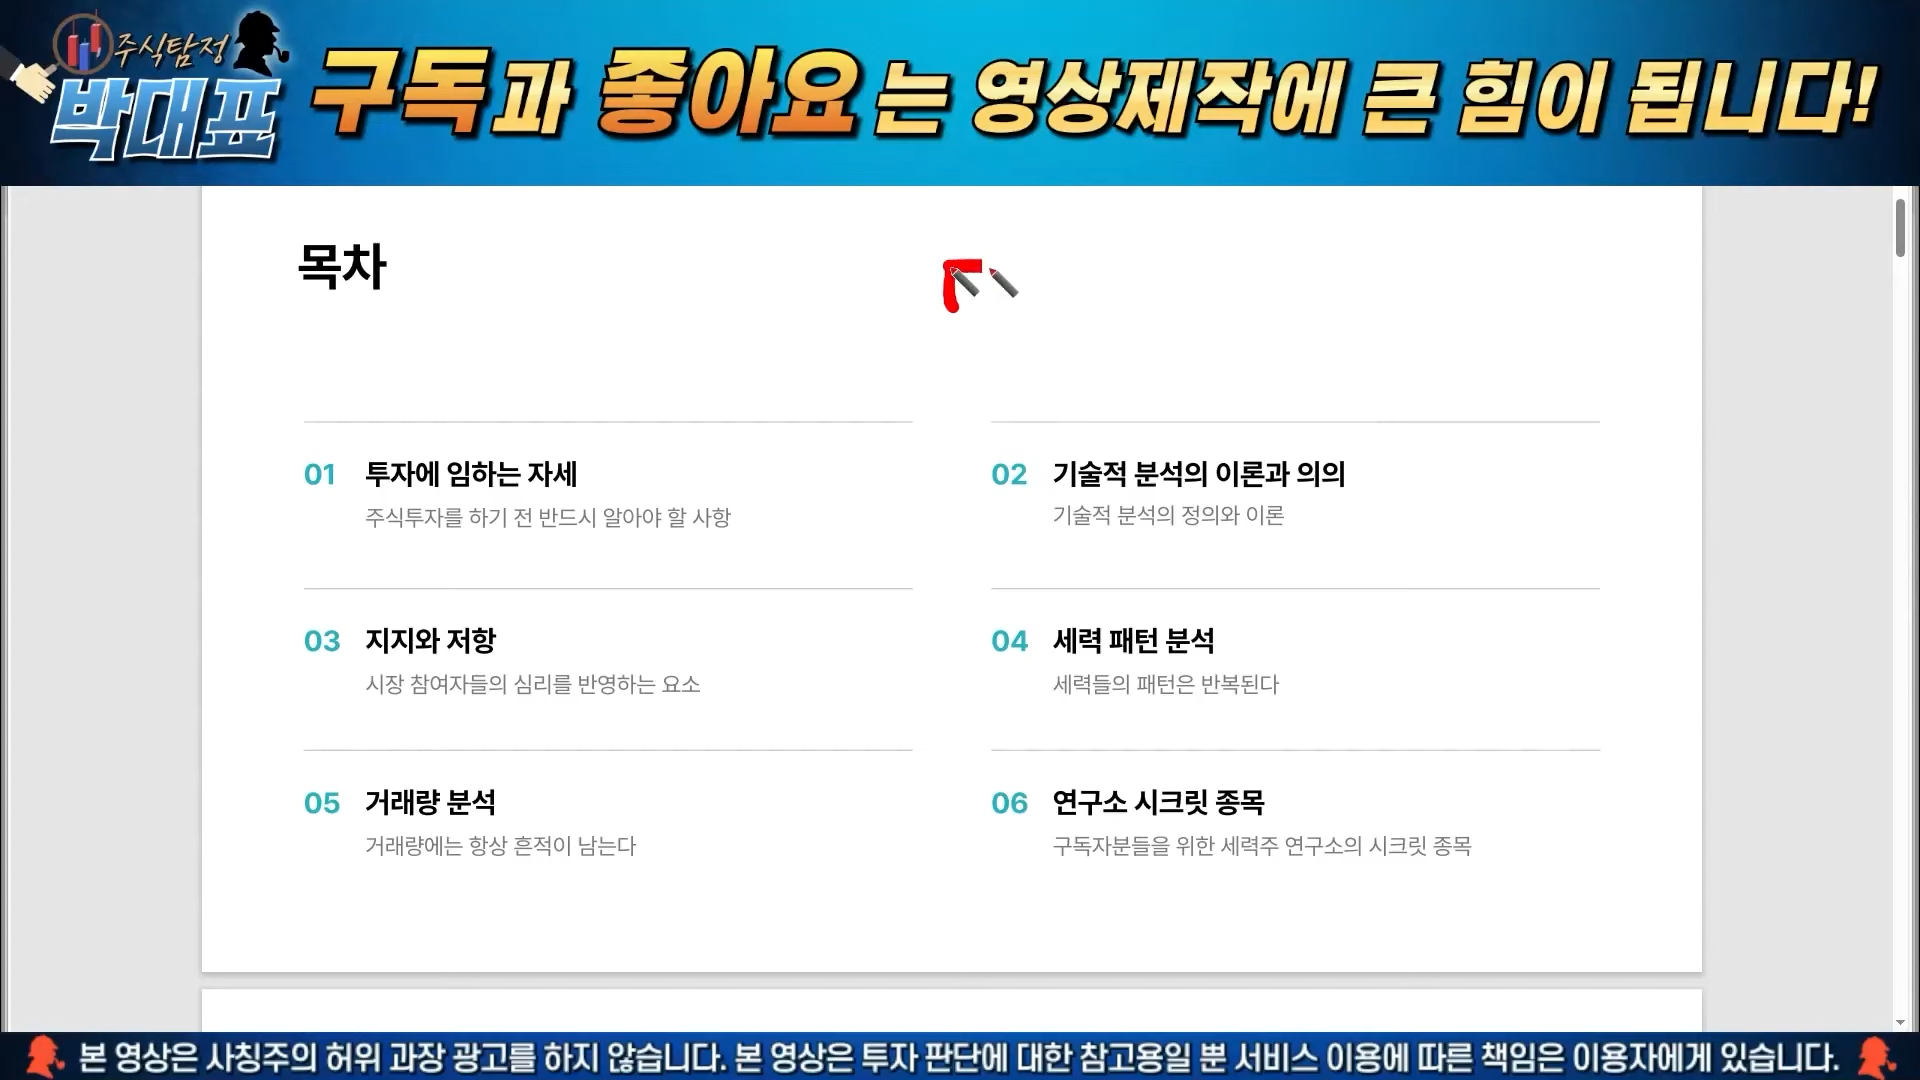 주식탐정
박대표
구독과 좋아요는 영상제작에 큰 힘이 됩니다!
목차
01 투자에 임하는 자세
주식투자를 하기 전 반드시 알아야 할 사항
02 기술적 분석의 이론과 의의
기술적 분석의 정의와 이론
03 지지와 저항
시장 참여자들의 심리를 반영하는 요소
04 세력 패턴 분석
세력들의 패턴은 반복된다
05 거래량 분석
거래량에는 항상 흔적이 남는다
06 연구소 시크릿 종목
구독자분들을 위한 세력주 연구소의 시크릿 종목
본 영상은 사칭주의 허위 과장 광고를 하지 않습니다. 본 영상은 투자 판단에 대한 참고용일 뿐 서비스 이용에 따른 책임은 이용자에게 있습니다.